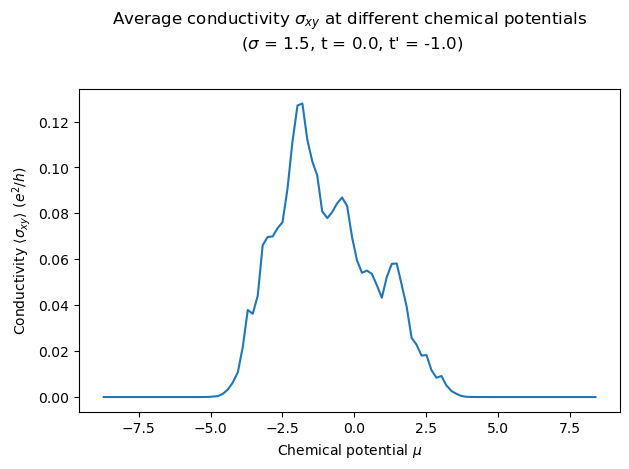 Average conductivity σxy at different chemical potentials
(σ = 1.5, t = 0.0, t' = -1.0)
Conductivity ⟨σxy⟩ (e²/h)
0.12
0.10
0.08
0.06
0.04
0.02
0.00
−7.5 −5.0 −2.5 0.0 2.5 5.0 7.5
Chemical potential μ